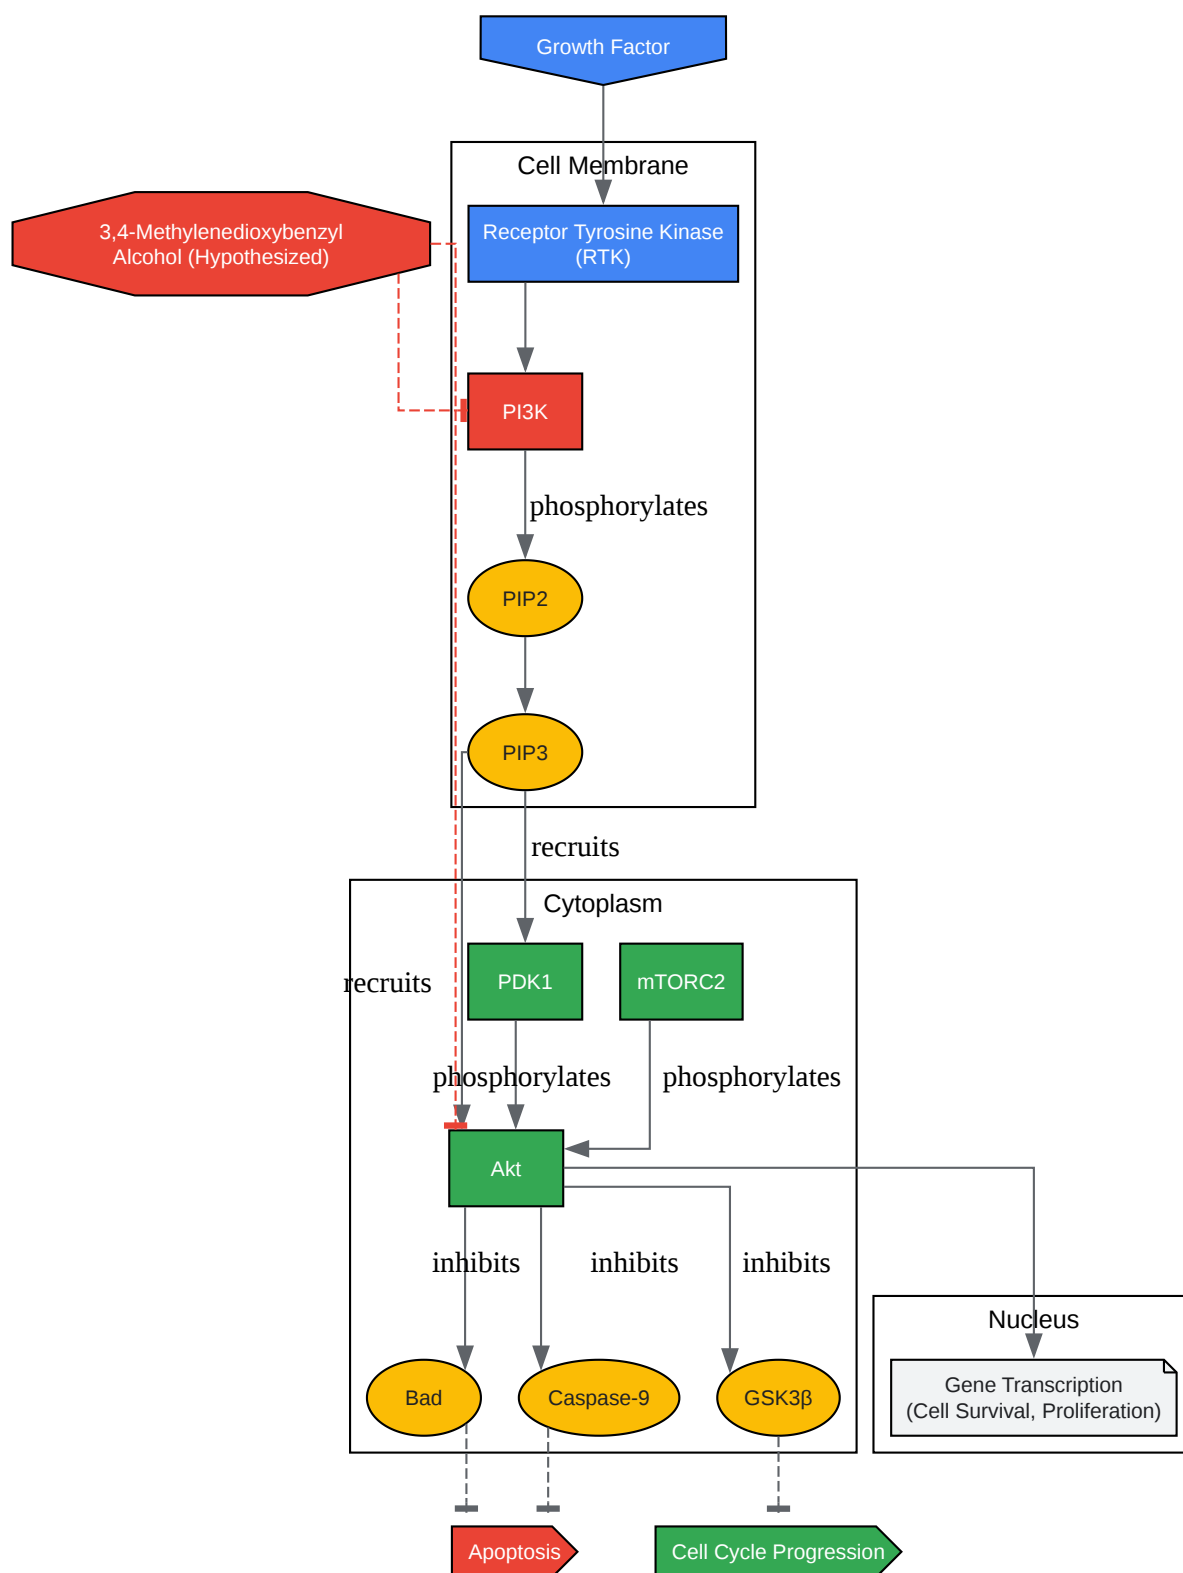 Growth Factor
Cell Membrane
3,4-Methylenedioxybenzyl
Alcohol (Hypothesized)
Receptor Tyrosine Kinase
(RTK)
PI3K
phosphorylates
PIP2
PIP3
recruits
Cytoplasm
PDK1
mTORC2
recruits
phosphorylates
phosphorylates
Akt
inhibits
inhibits
inhibits
Nucleus
Bad
Caspase-9
GSK3β
Gene Transcription
(Cell Survival, Proliferation)
Apoptosis
Cell Cycle Progression